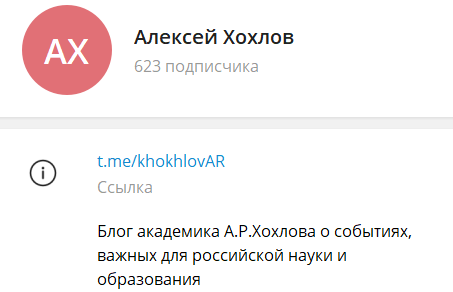 АХ
Алексей Хохлов
623 подписчика
t.me/khokhlovAR
Ссылка
Блог академика А.Р.Хохлова о событиях,
важных для российской науки и
образования